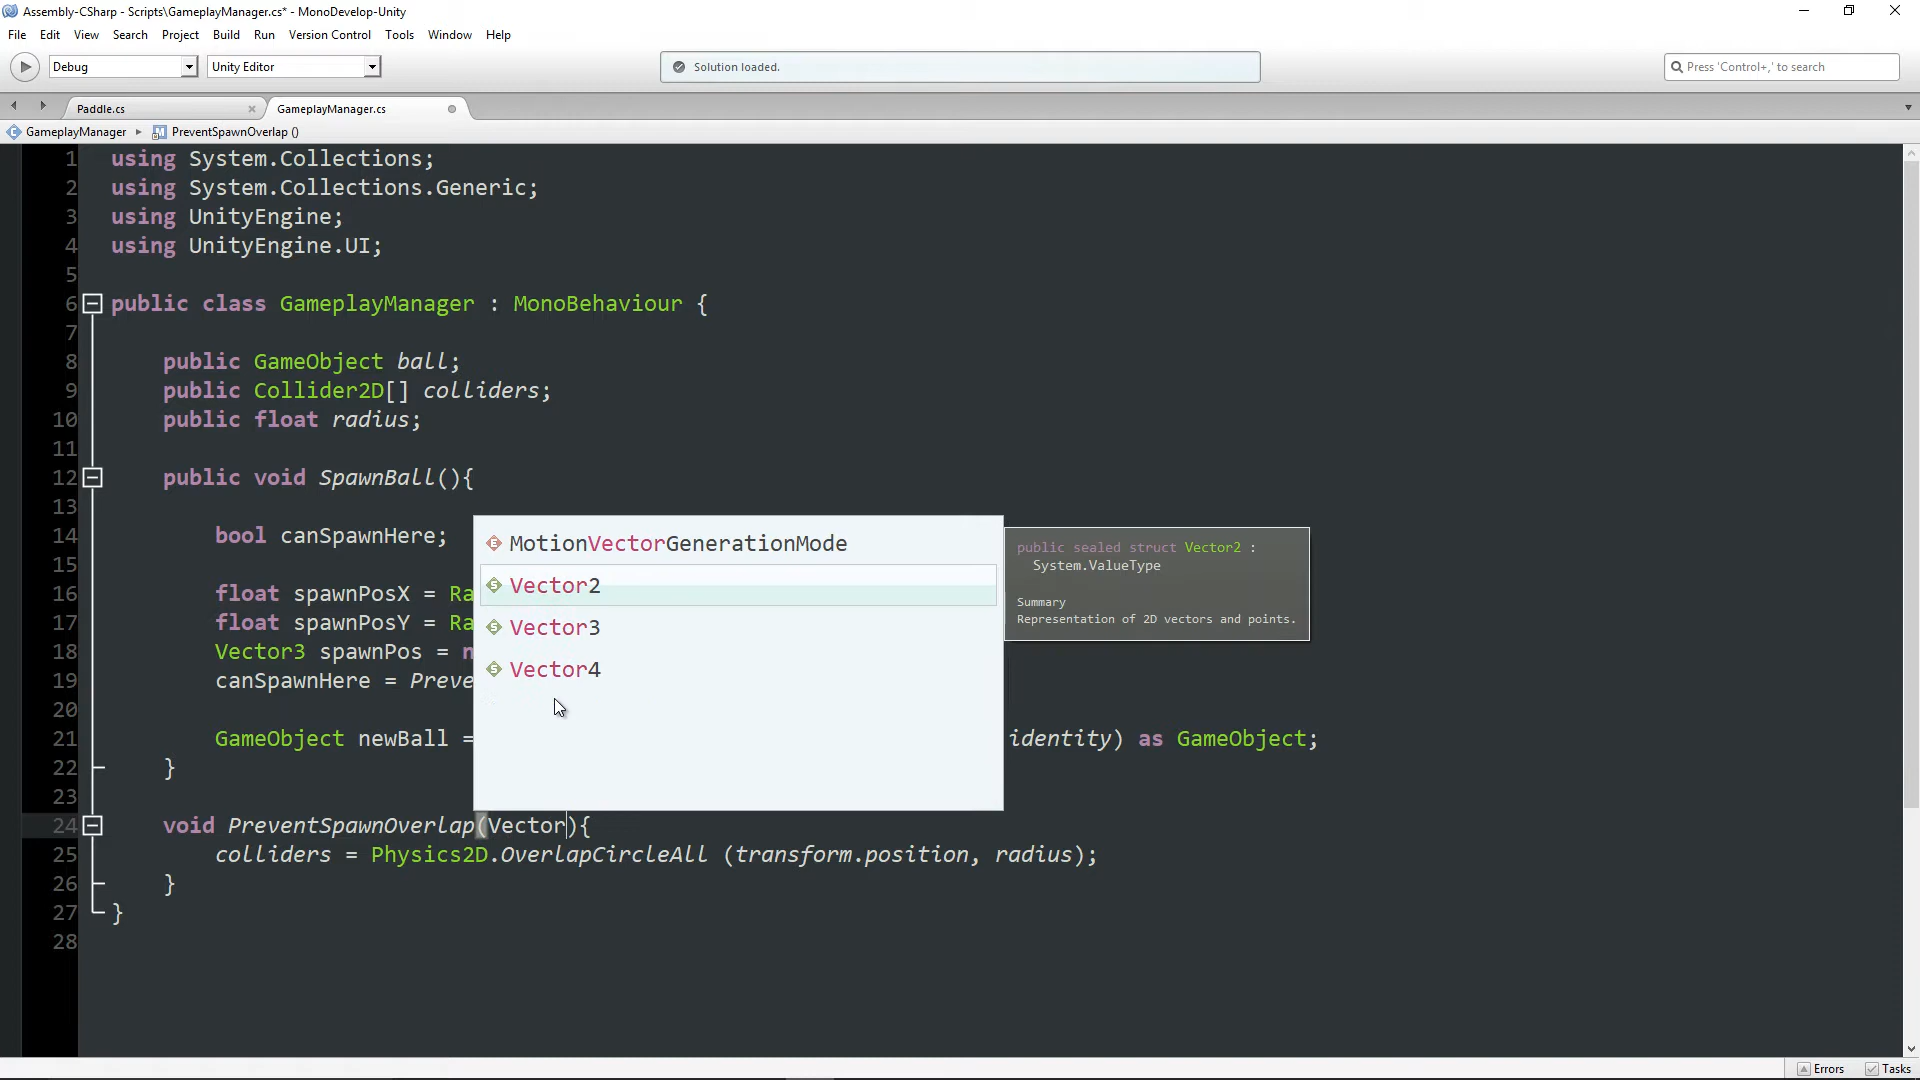 Assembly-CSharp - Scripts\GameplayManager.cs* - MonoDevelop-Unity
File Edit View Search Project Build Run Version Control Tools Window Help
Debug Unity Editor Solution loaded. Press 'Control+,' to search
Paddle.cs GameplayManager.cs
GameplayManager PreventSpawnOverlap ()
1 using System.Collections;
2 using System.Collections.Generic;
3 using UnityEngine;
4 using UnityEngine.UI;
5
6 public class GameplayManager : MonoBehaviour {
7
8 public GameObject ball;
9 public Collider2D[] colliders;
10 public float radius;
11
12 public void SpawnBall(){
13
14 bool canSpawnHere;
15
16 float spawnPosX = Ra
17 float spawnPosY = Ra
18 Vector3 spawnPos = n
19 canSpawnHere = Preve
20
21 GameObject newBall = identity) as GameObject;
22 }
23
24 void PreventSpawnOverlap(Vector){
25 colliders = Physics2D.OverlapCircleAll (transform.position, radius);
26 }
27 }
28
MotionVectorGenerationMode
Vector2
Vector3
Vector4
public sealed struct Vector2 :
System.ValueType
Summary
Representation of 2D vectors and points.
Errors Tasks